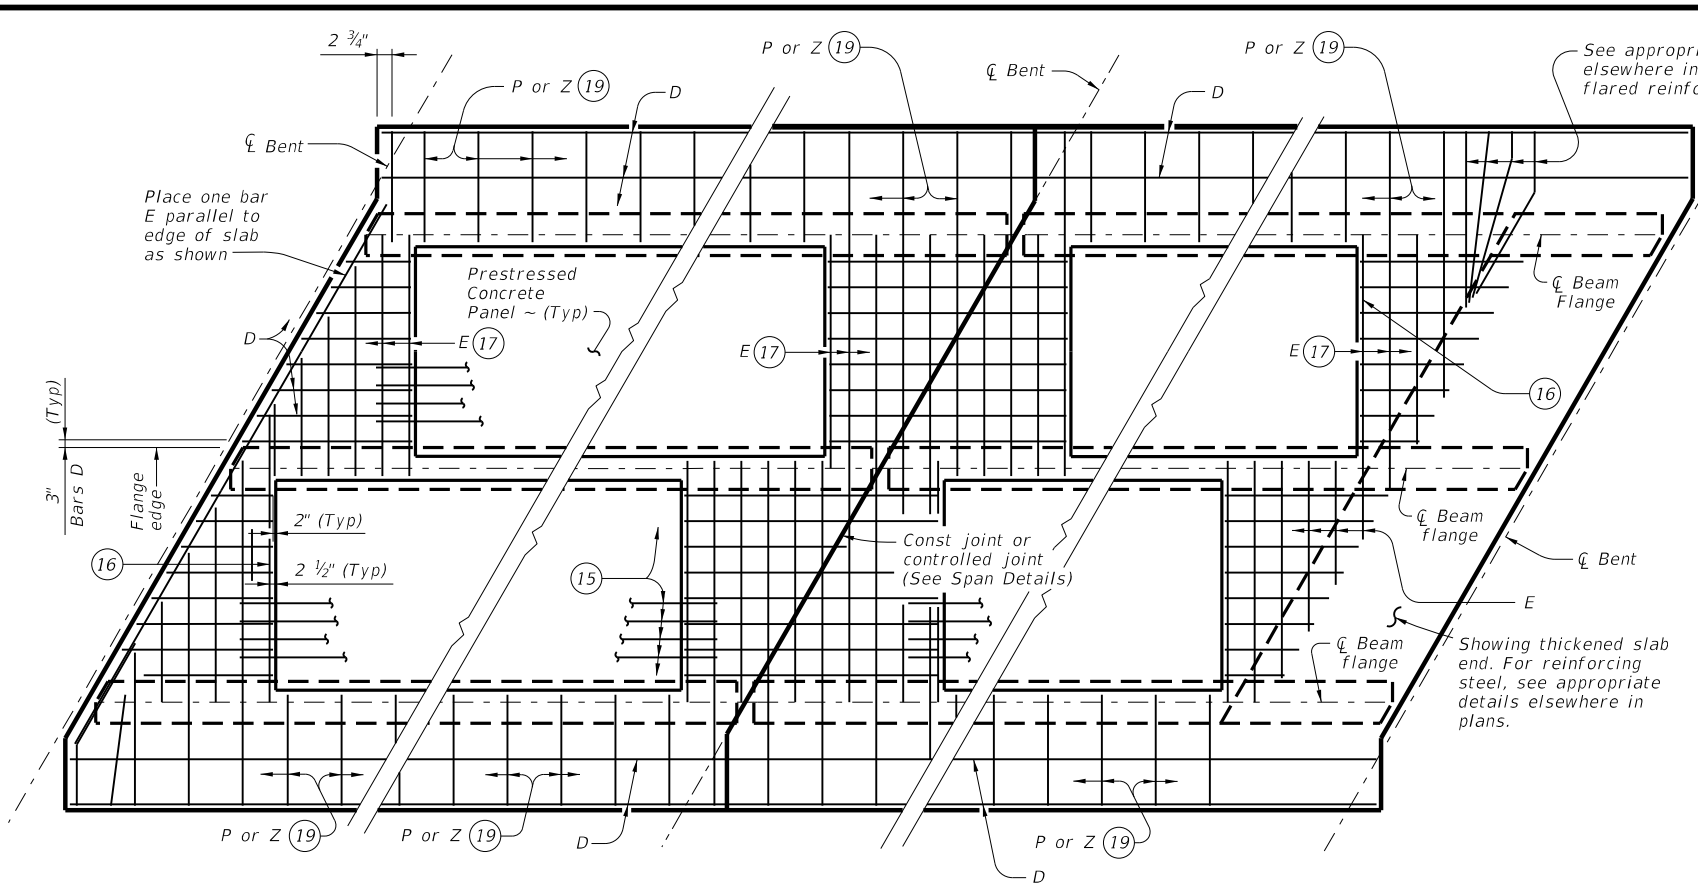 2 ¾"
P or Z 19
P or Z 19
P or Z 19
℄ Bent
See appropri
elsewhere in
flared reinfo
D
D
℄ Bent
Place one bar
E parallel to
edge of slab
as shown
Prestressed
Concrete
Panel ~ (Typ)
℄ Beam
Flange
D
E 17
E 17
E 17
16
(Typ)
3"
Bars D
Flange
edge
2" (Typ)
16
2 ½" (Typ)
15
Const joint or
controlled joint
(See Span Details)
℄ Beam
flange
℄ Bent
E
℄ Beam
flange
Showing thickened slab
end. For reinforcing
steel, see appropriate
details elsewhere in
plans.
P or Z 19
P or Z 19
D
P or Z 19
D